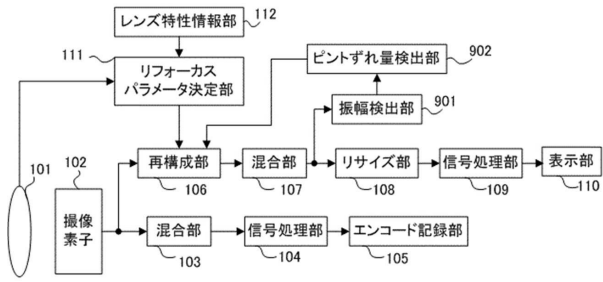 レンズ特性情報部
112
111
リフォーカス
パラメータ決定部
ピントずれ量検出部
902
振幅検出部
901
101
102
撮像
素子
再構成部
106
混合部
107
リサイズ部
108
信号処理部
109
表示部
110
混合部
103
信号処理部
104
エンコード記録部
105